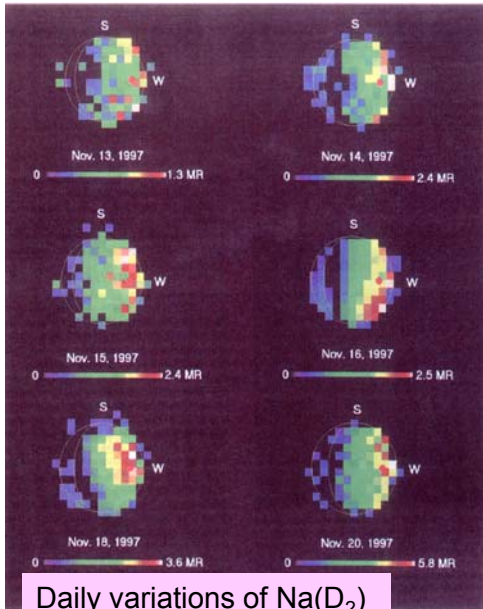 S
W
Nov. 13, 1997
0 1.3 MR
S
W
Nov. 14, 1997
0 2.4 MR
S
W
Nov. 15, 1997
0 2.4 MR
S
W
Nov. 16, 1997
0 2.5 MR
S
W
Nov. 18, 1997
0 3.6 MR
S
W
Nov. 20, 1997
0 5.8 MR
Daily variations of Na(D₂)